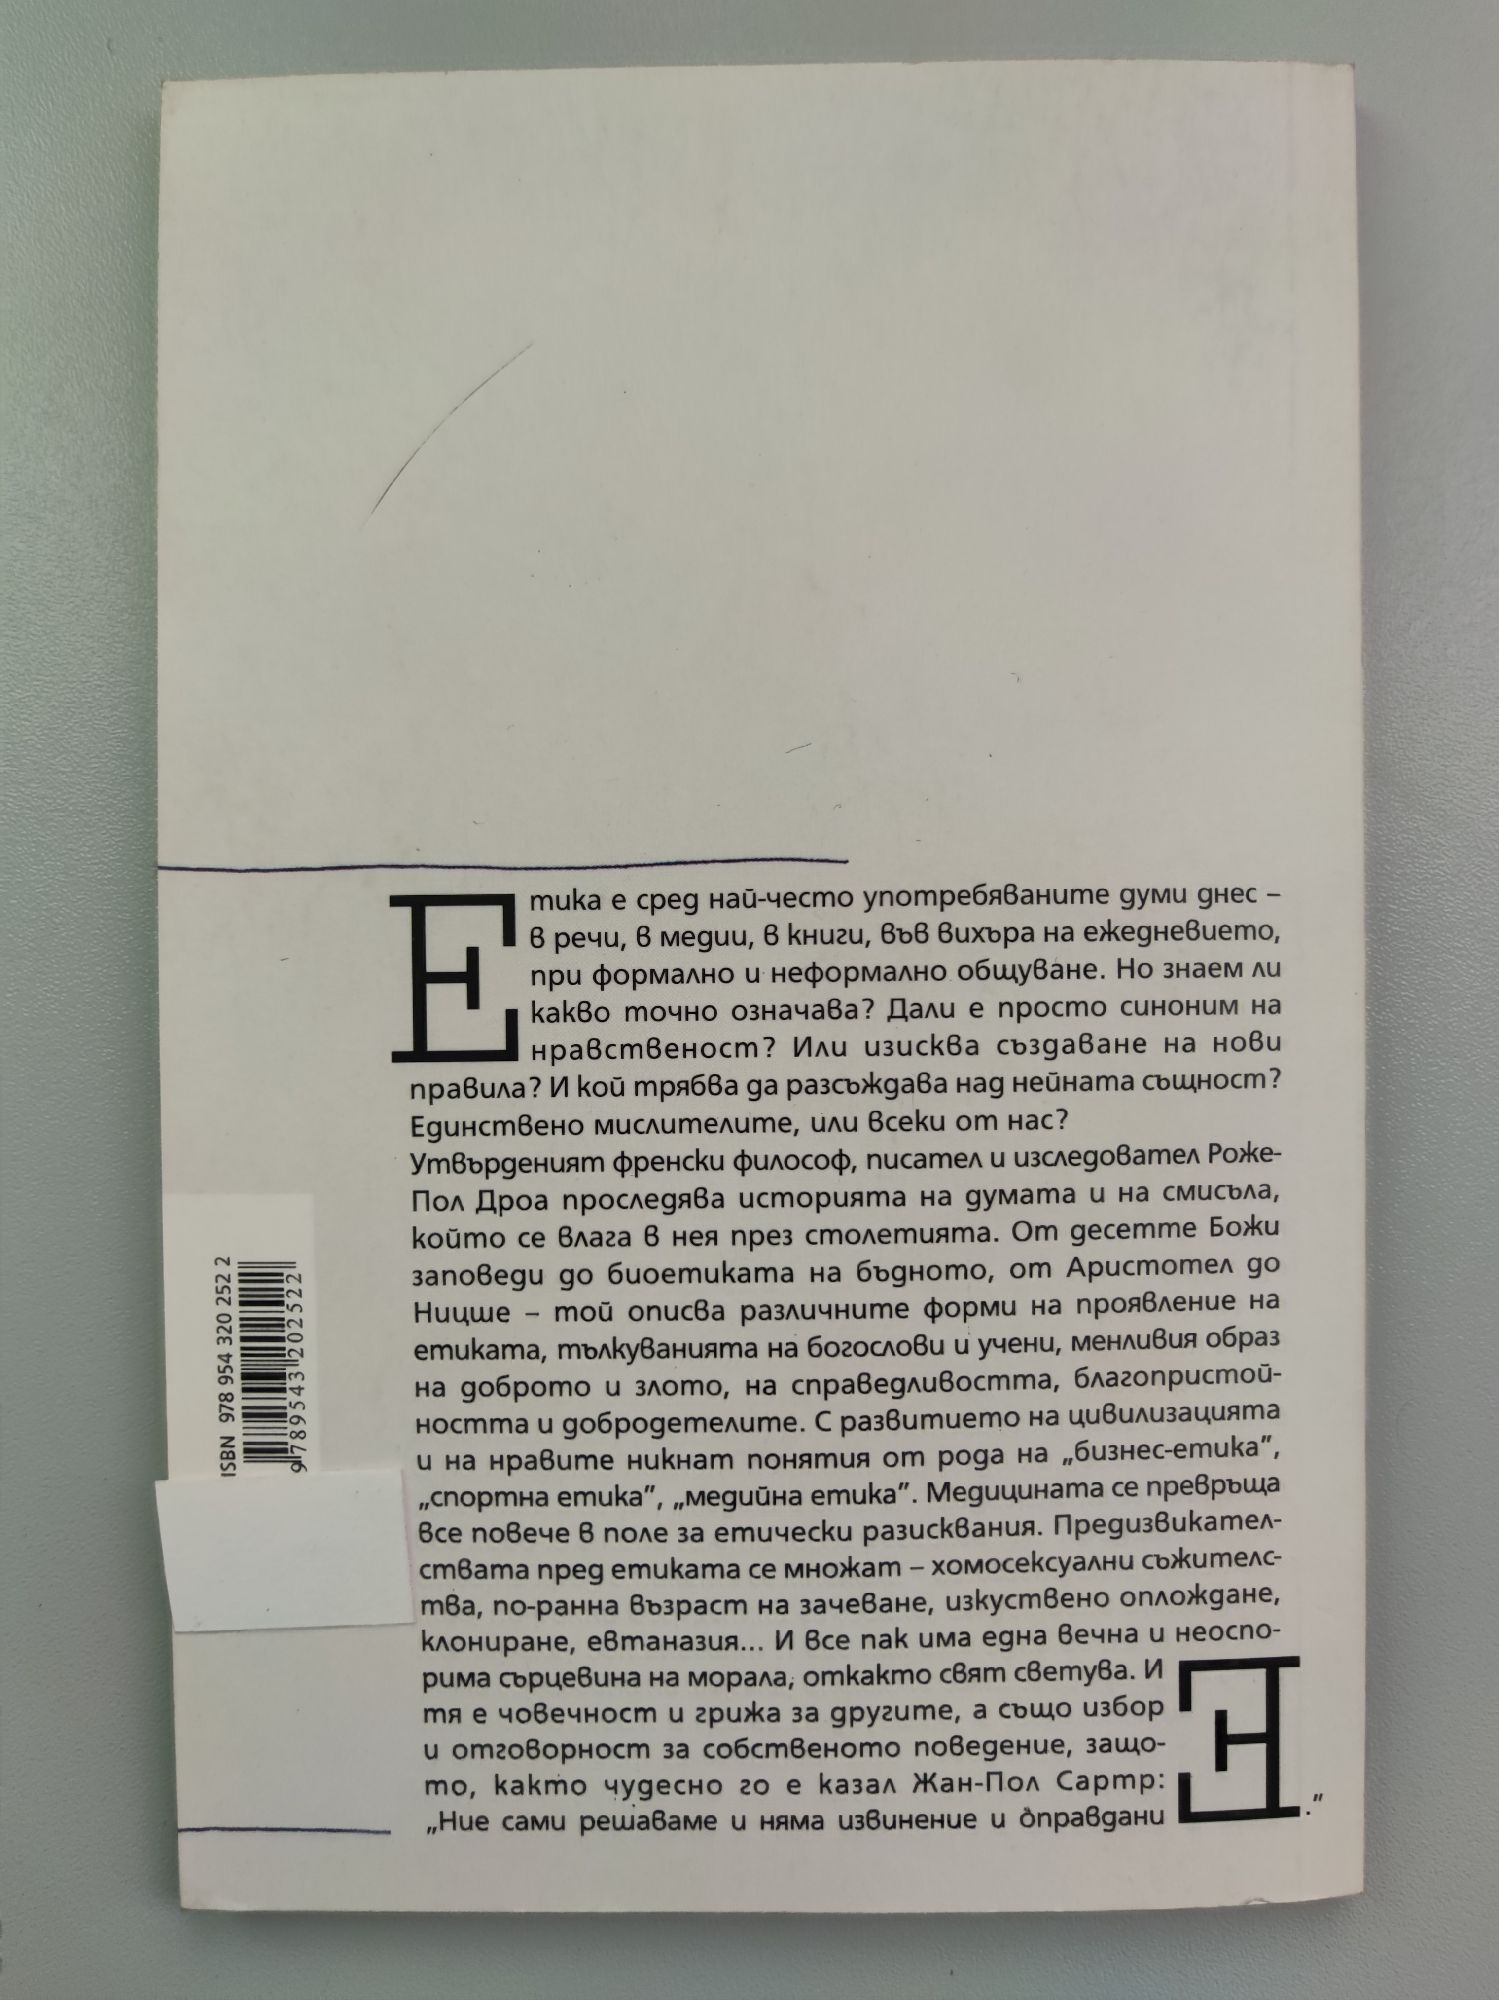 Етика е сред най-често употребяваните думи днес –
в речи, в медии, в книги, във вихъра на ежедневието,
при формално и неформално общуване. Но знаем ли
какво точно означава? Дали е просто синоним на
нравственост? Или изисква създаване на нови
правила? И кой трябва да разсъждава над нейната същност?
Единствено мислителите, или всеки от нас?
Утвърденият френски философ, писател и изследовател Роже-
Пол Дроа проследява историята на думата и на смисъла,
който се влага в нея през столетията. От десетте Божи
заповеди до биоетиката на бъдното, от Аристотел до
Ницше – той описва различните форми на проявление на
етиката, тълкуванията на богослови и учени, менливия образ
на доброто и злото, на справедливостта, благопристой-
ността и добродетелите. С развитието на цивилизацията
и на нравите никнат понятия от рода на „бизнес-етика”,
„спортна етика”, „медийна етика”. Медицината се превръща
все повече в поле за етически разисквания. Предизвикател-
ствата пред етиката се множат – хомосексуални съжителс-
тва, по-ранна възраст на зачеване, изкуствено оплождане,
клониране, евтаназия... И все пак има една вечна и неоспо-
рима сърцевина на морала, откакто свят светува. И
тя е човечност и грижа за другите, а също избор
и отговорност за собственото поведение, защо-
то, както чудесно го е казал Жан-Пол Сартр:
„Ние сами решаваме и няма извинение и оправданиЕ.”
ISBN 978 954 320 252 2
9789543202522